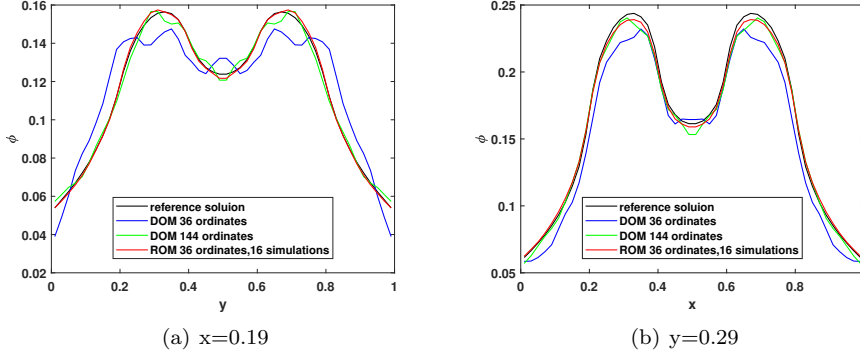 0.16
0.14
0.12
0.1
0.08
0.06
0.04
0.02
ϕ
reference soluion
DOM 36 ordinates
DOM 144 ordinates
ROM 36 ordinates,16 simulations
0 0.2 0.4 0.6 0.8 1
y
(a) x=0.19
0.25
0.2
0.15
0.1
0.05
ϕ
reference soluion
DOM 36 ordinates
DOM 144 ordinates
ROM 36 ordinates,16 simulations
0 0.2 0.4 0.6 0.8
x
(b) y=0.29